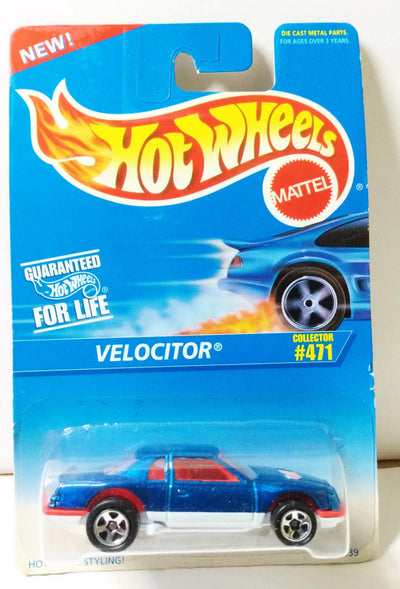 NEW!
DIE CAST METAL PARTS.
FOR AGES OVER 3 YEARS.
HOT WHEELS
®
MATTEL
®
GUARANTEED
HOT WHEELS
®
FOR LIFE
VELOCITOR®
COLLECTOR
#471
STYLING!